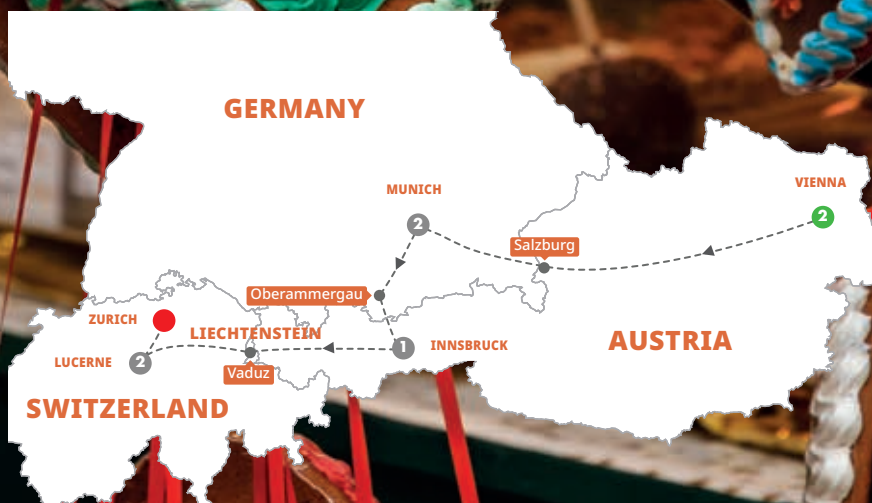 GERMANY
MUNICH
2
VIENNA
2
Salzburg
Oberammergau
ZURICH
LIECHTENSTEIN
AUSTRIA
1
INNSBRUCK
LUCERNE
2
Vaduz
SWITZERLAND